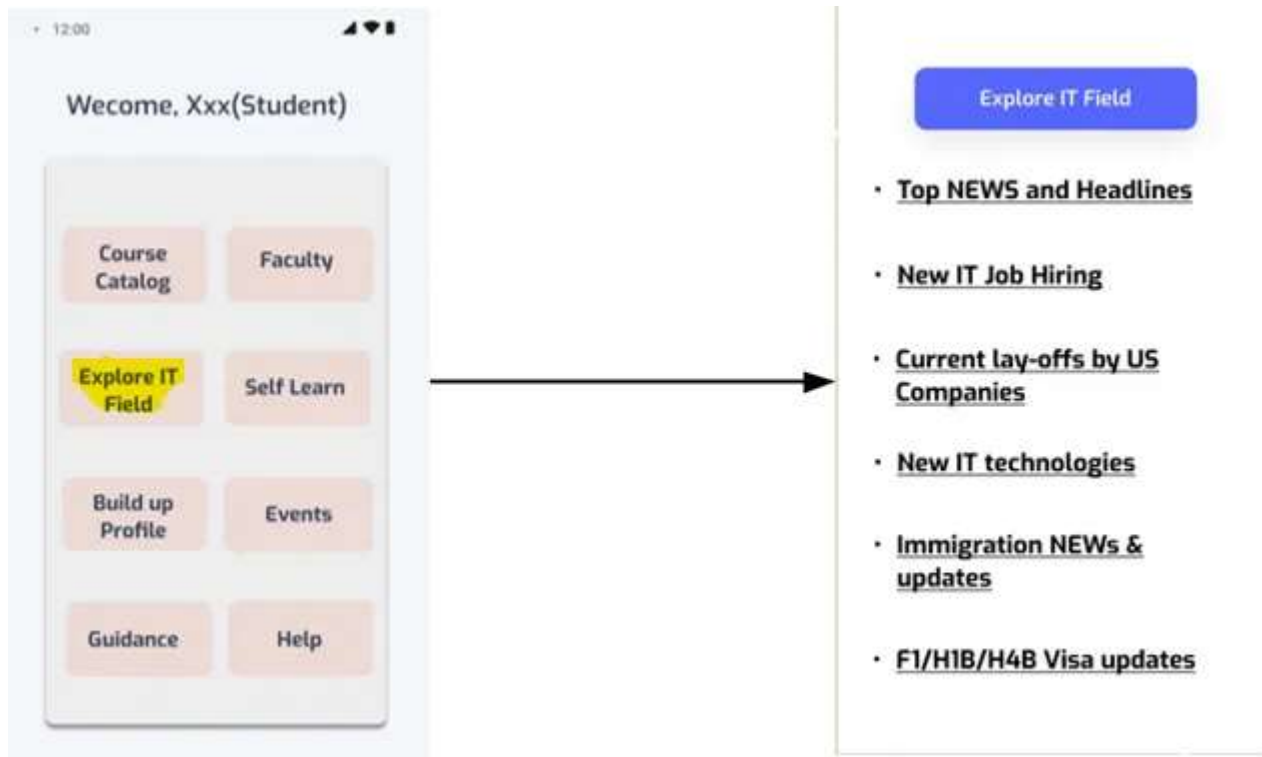 12:00
Wecome, Xxx(Student)
Course
Catalog
Faculty
Explore IT
Field
Self Learn
Build up
Profile
Events
Guidance
Help
Explore IT Field
• Top NEWS and Headlines
• New IT Job Hiring
• Current lay-offs by US
Companies
• New IT technologies
• Immigration NEWs &
updates
• F1/H1B/H4B Visa updates